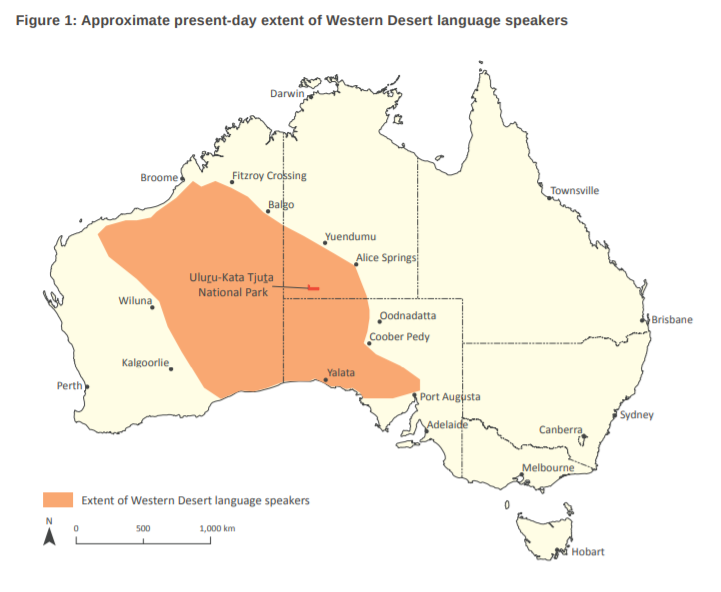 Figure 1: Approximate present-day extent of Western Desert language speakers
Darwin
Broome
Fitzroy Crossing
Balgo
Townsville
Yuendumu
Alice Springs
Uluṟu-Kata Tjuṯa
National Park
Wiluna
Oodnadatta
Brisbane
Coober Pedy
Kalgoorlie
Yalata
Perth
Port Augusta
Sydney
Adelaide
Canberra
Melbourne
Extent of Western Desert language speakers
N
0 500 1,000 km
Hobart